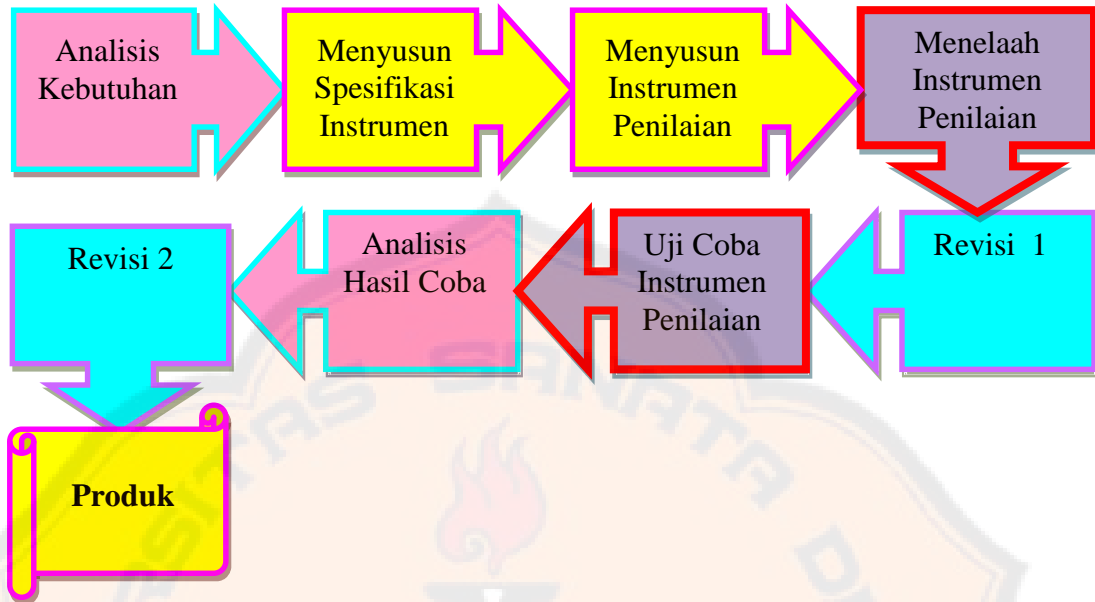 Analisis
Kebutuhan
Menyusun
Spesifikasi
Instrumen
Menyusun
Instrumen
Penilaian
Menelaah
Instrumen
Penilaian
Revisi 1
Uji Coba
Instrumen
Penilaian
Analisis
Hasil Coba
Revisi 2
Produk
SANATA